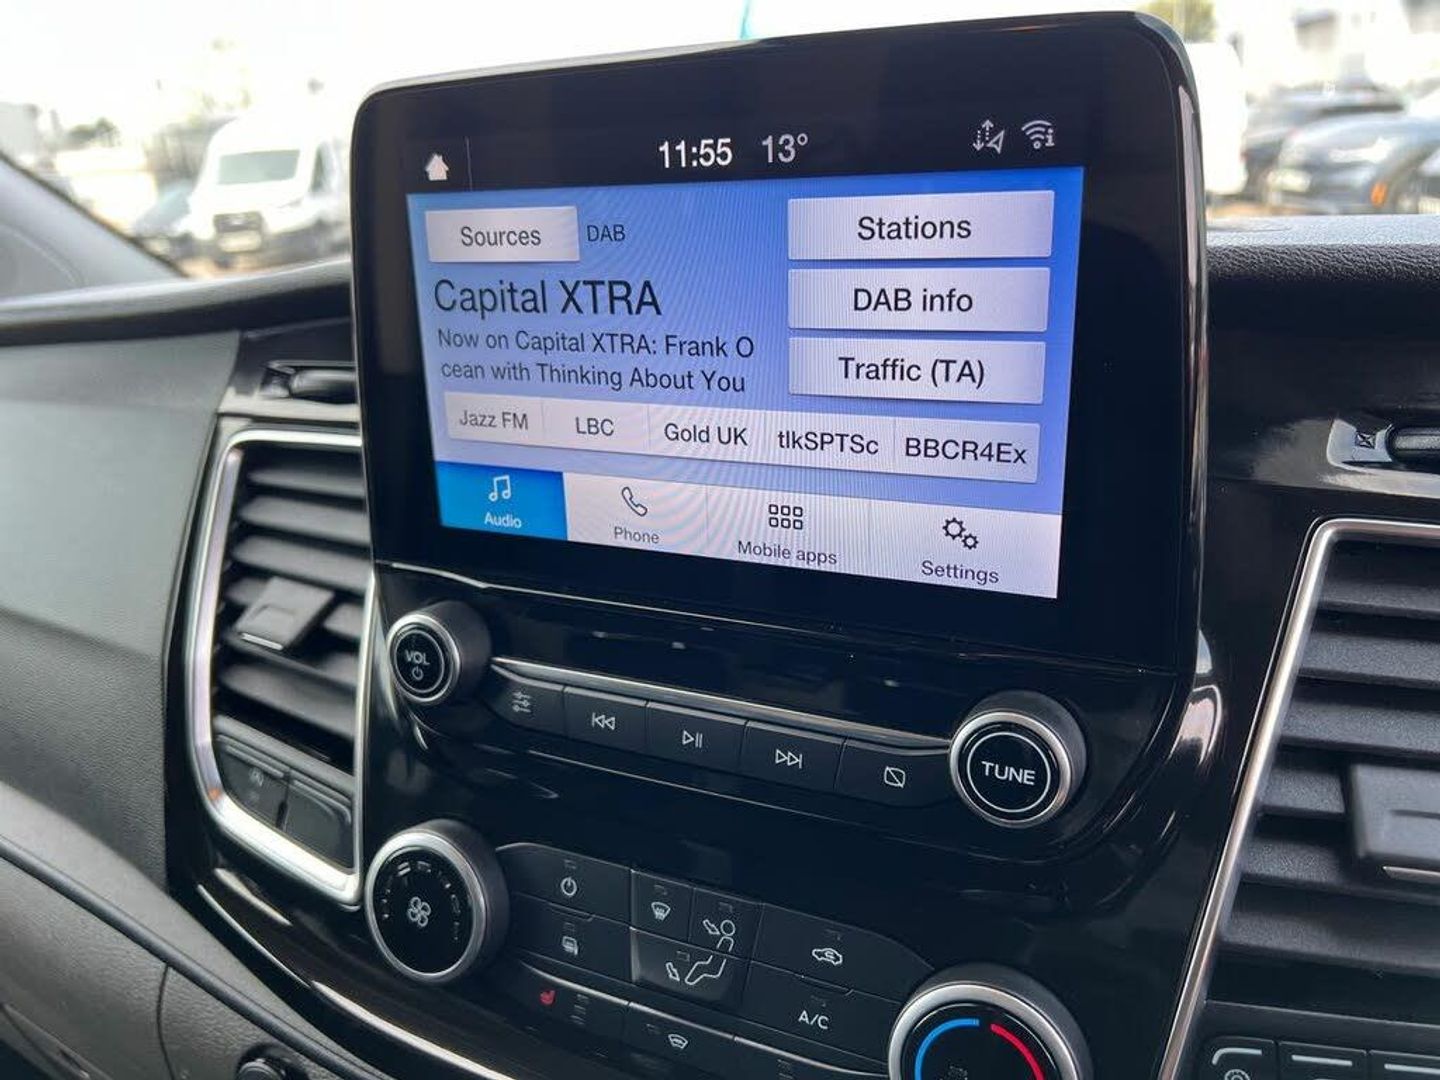 11:55 13°
Sources DAB
Stations
Capital XTRA
DAB info
Now on Capital XTRA: Frank O
cean with Thinking About You
Traffic (TA)
Jazz FM LBC Gold UK tlkSPTSc BBCR4Ex
Audio Phone Mobile apps Settings
VOL
TUNE
A/C